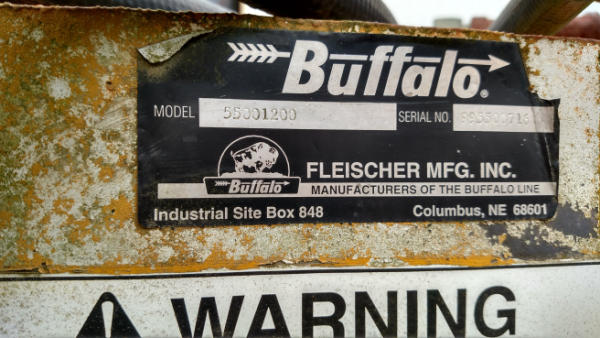 Buffalo®
MODEL 55001200 SERIAL NO.
FLEISCHER MFG. INC.
Buffalo MANUFACTURERS OF THE BUFFALO LINE
Industrial Site Box 848 Columbus, NE 68601
WARNING